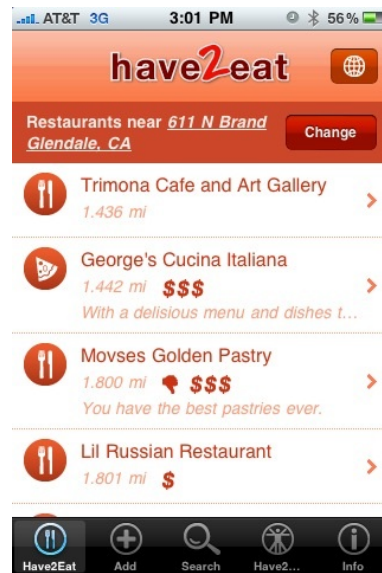 AT&T 3G 3:01 PM 56%
have2eat
Restaurants near 611 N Brand
Glendale, CA
Change
Trimona Cafe and Art Gallery
1.436 mi
George's Cucina Italiana
1.442 mi $$$
With a delisious menu and dishes t...
Movses Golden Pastry
1.800 mi $$$
You have the best pastries ever.
Lil Russian Restaurant
1.801 mi $
Have2Eat Add Search Have2... Info